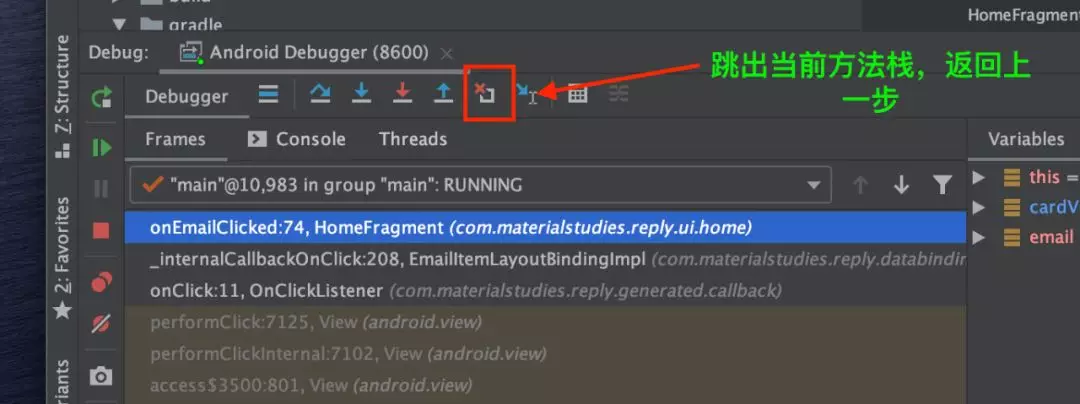 build
gradle
HomeFragment
Debug:
Android Debugger (8600)
跳出当前方法栈，返回上
一步
Debugger
Frames
Console
Threads
Variables
"main"@10,983 in group "main": RUNNING
onEmailClicked:74, HomeFragment (com.materialstudies.reply.ui.home)
_internalCallbackOnClick:208, EmailItemLayoutBindingImpl (com.materialstudies.reply.databindin
onClick:11, OnClickListener (com.materialstudies.reply.generated.callback)
performClick:7125, View (android.view)
performClickInternal:7102, View (android.view)
access$3500:801, View (android.view)
this =
cardV
email
Z: Structure
2: Favorites
riants